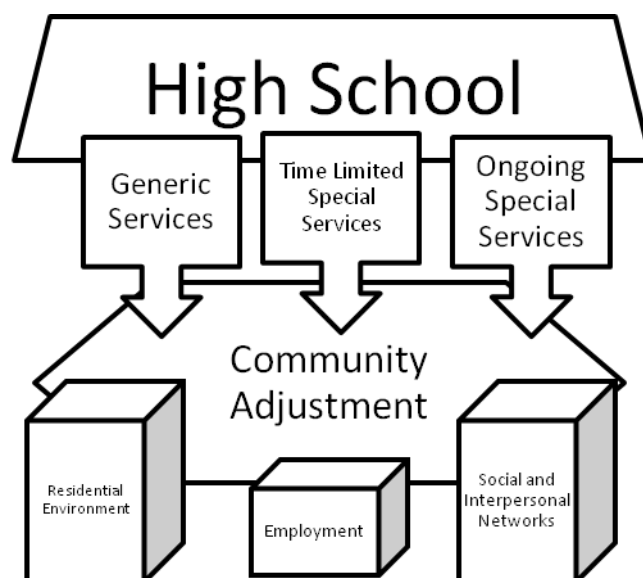 High School
Generic
Services
Time Limited
Special
Services
Ongoing
Special
Services
Community
Adjustment
Residential
Environment
Employment
Social and
Interpersonal
Networks